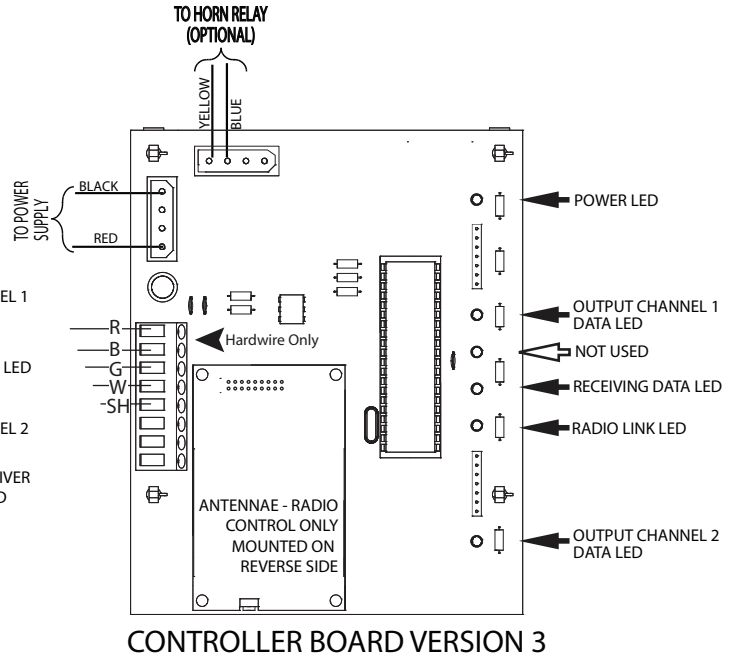 TO HORN RELAY
(OPTIONAL)
YELLOW
BLUE
TO POWER
SUPPLY
BLACK
RED
POWER LED
EL 1
OUTPUT CHANNEL 1
DATA LED
R
B
G
W
SH
Hardwire Only
NOT USED
LED
RECEIVING DATA LED
EL 2
RADIO LINK LED
IVER
D
ANTENNAE - RADIO
CONTROL ONLY
MOUNTED ON
REVERSE SIDE
OUTPUT CHANNEL 2
DATA LED
CONTROLLER BOARD VERSION 3